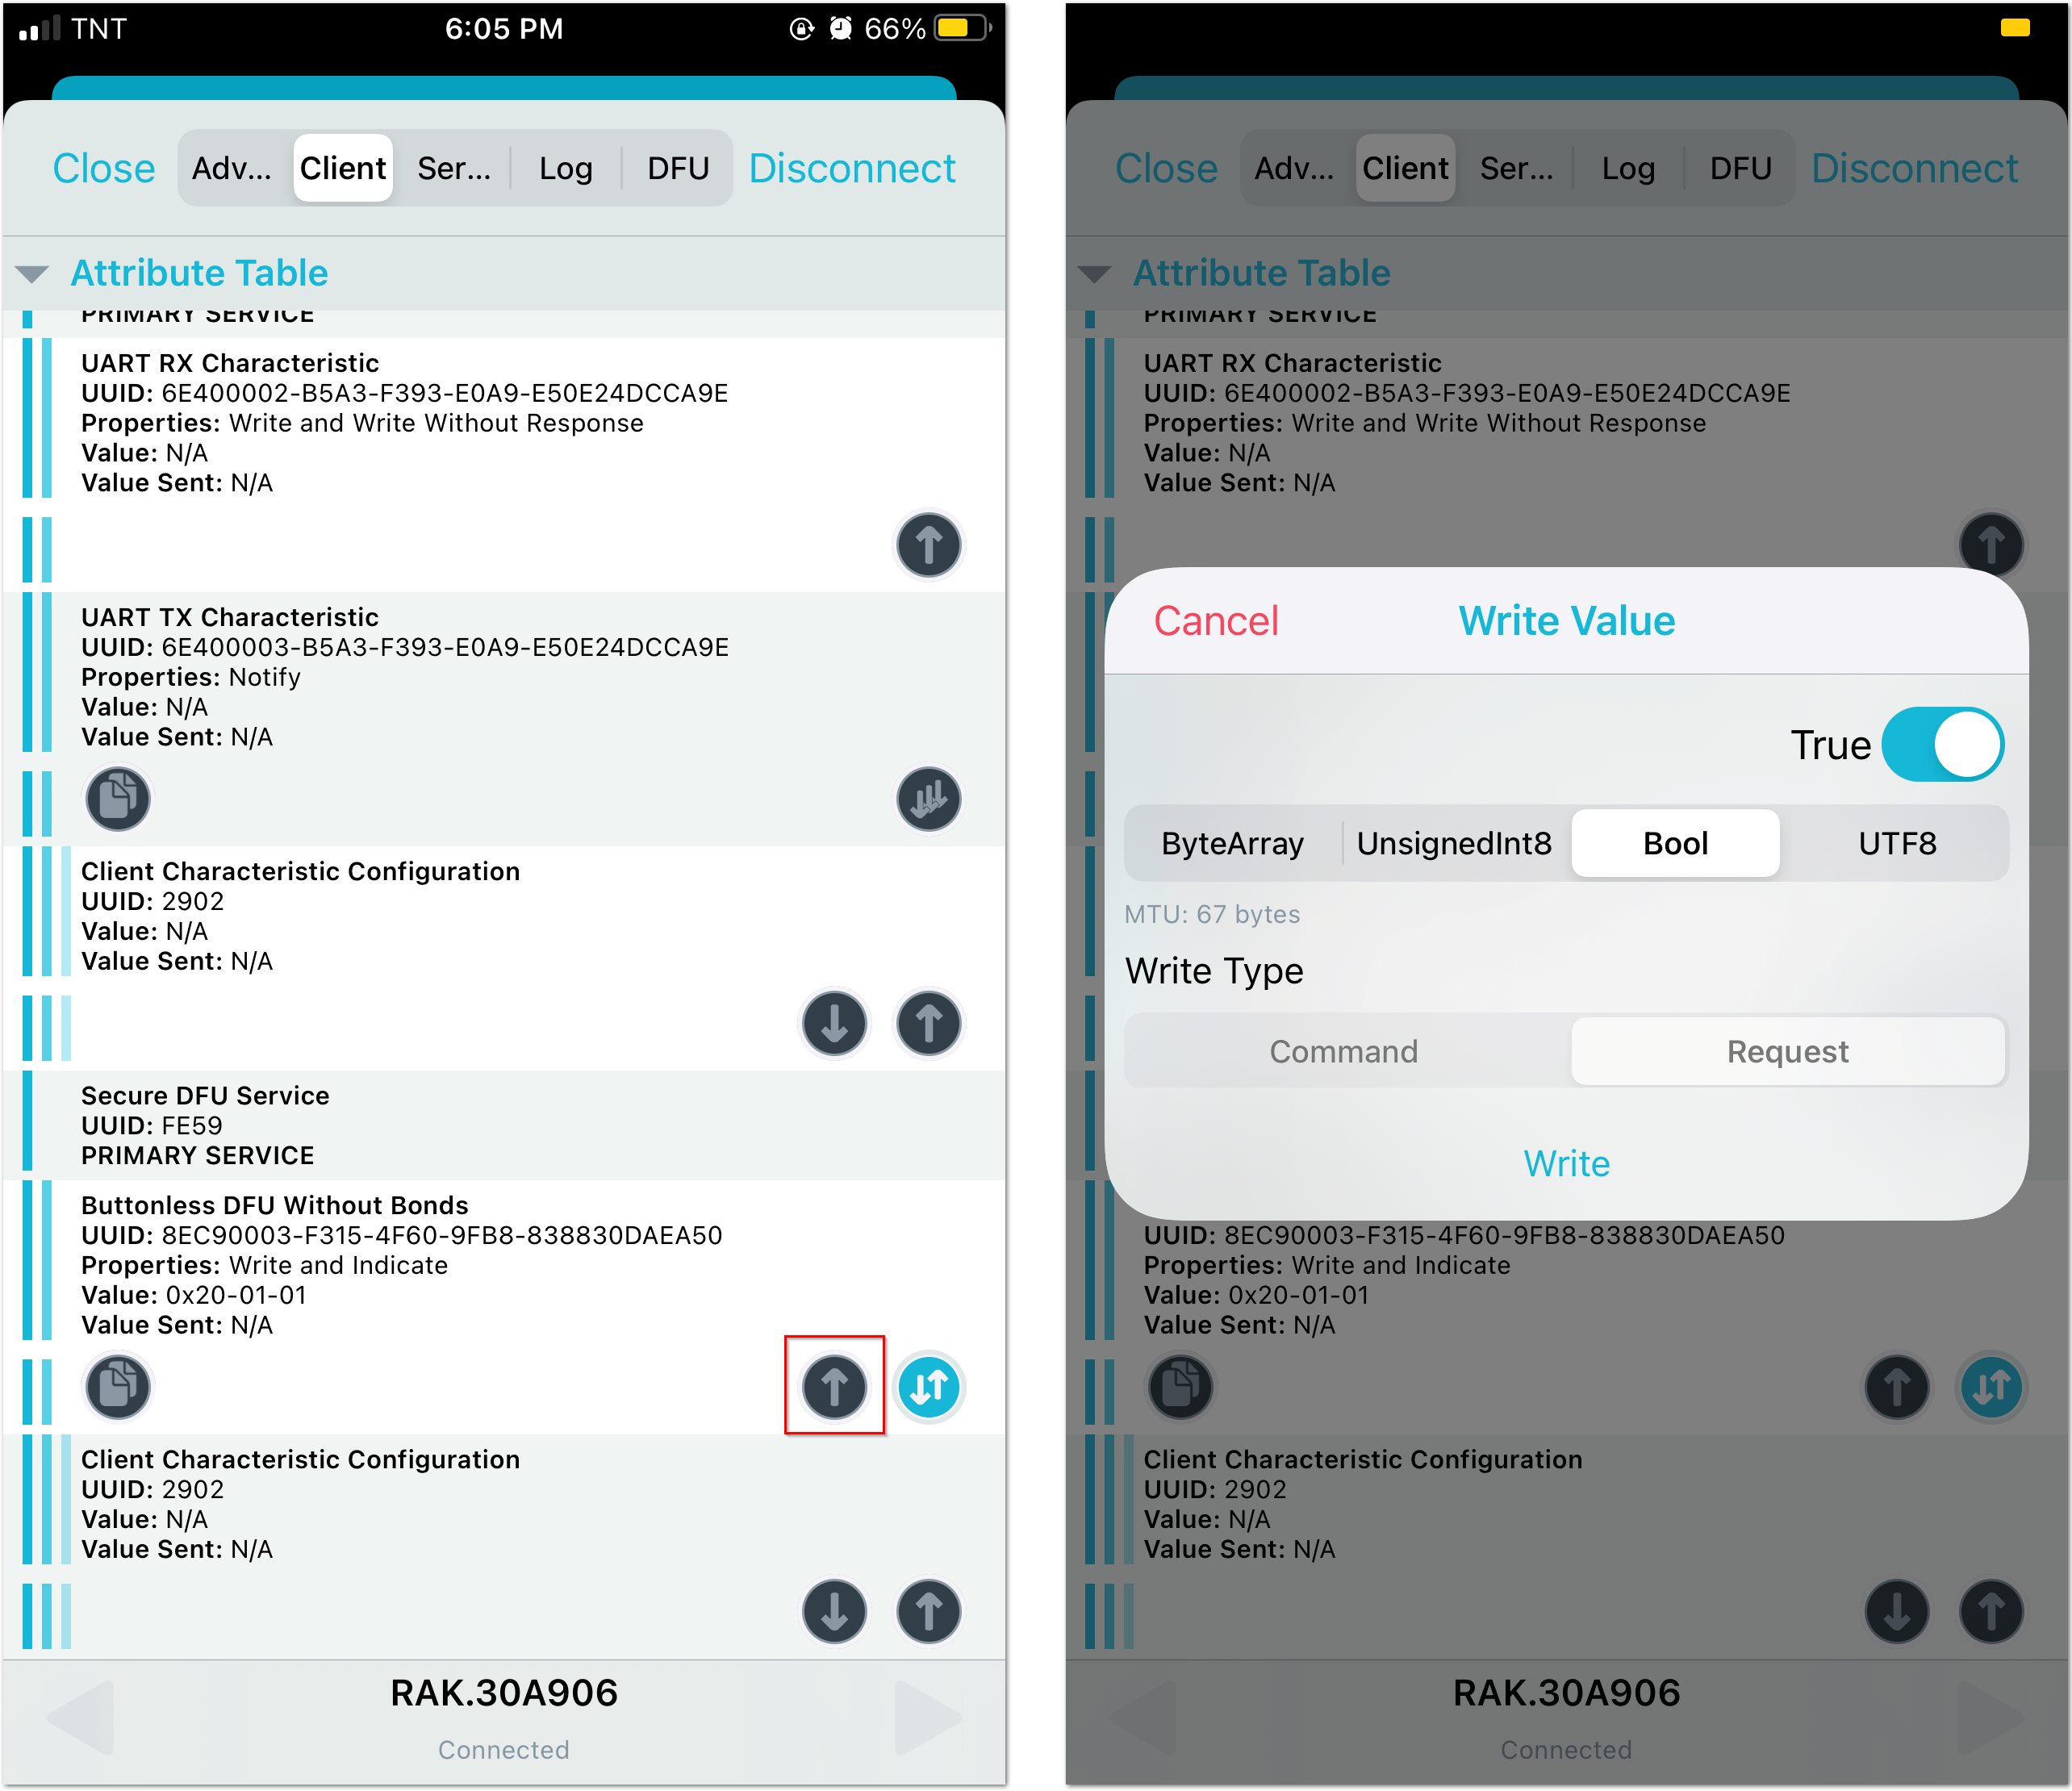 TNT
6:05 PM
66%
Close
Adv...
Client
Ser...
Log
DFU
Disconnect
Attribute Table
PRIMARY SERVICE
UART RX Characteristic
UUID: 6E400002-B5A3-F393-E0A9-E50E24DCCA9E
Properties: Write and Write Without Response
Value: N/A
Value Sent: N/A
UART TX Characteristic
UUID: 6E400003-B5A3-F393-E0A9-E50E24DCCA9E
Properties: Notify
Value: N/A
Value Sent: N/A
Client Characteristic Configuration
UUID: 2902
Value: N/A
Value Sent: N/A
Secure DFU Service
UUID: FE59
PRIMARY SERVICE
Buttonless DFU Without Bonds
UUID: 8EC90003-F315-4F60-9FB8-838830DAEA50
Properties: Write and Indicate
Value: 0x20-01-01
Value Sent: N/A
Client Characteristic Configuration
UUID: 2902
Value: N/A
Value Sent: N/A
RAK.30A906
Connected
Close
Adv...
Client
Ser...
Log
DFU
Disconnect
Attribute Table
PRIMARY SERVICE
UART RX Characteristic
UUID: 6E400002-B5A3-F393-E0A9-E50E24DCCA9E
Properties: Write and Write Without Response
Value: N/A
Value Sent: N/A
Cancel
Write Value
True
ByteArray
UnsignedInt8
Bool
UTF8
MTU: 67 bytes
Write Type
Command
Request
Write
UUID: 8EC90003-F315-4F60-9FB8-838830DAEA50
Properties: Write and Indicate
Value: 0x20-01-01
Value Sent: N/A
Client Characteristic Configuration
UUID: 2902
Value: N/A
Value Sent: N/A
RAK.30A906
Connected